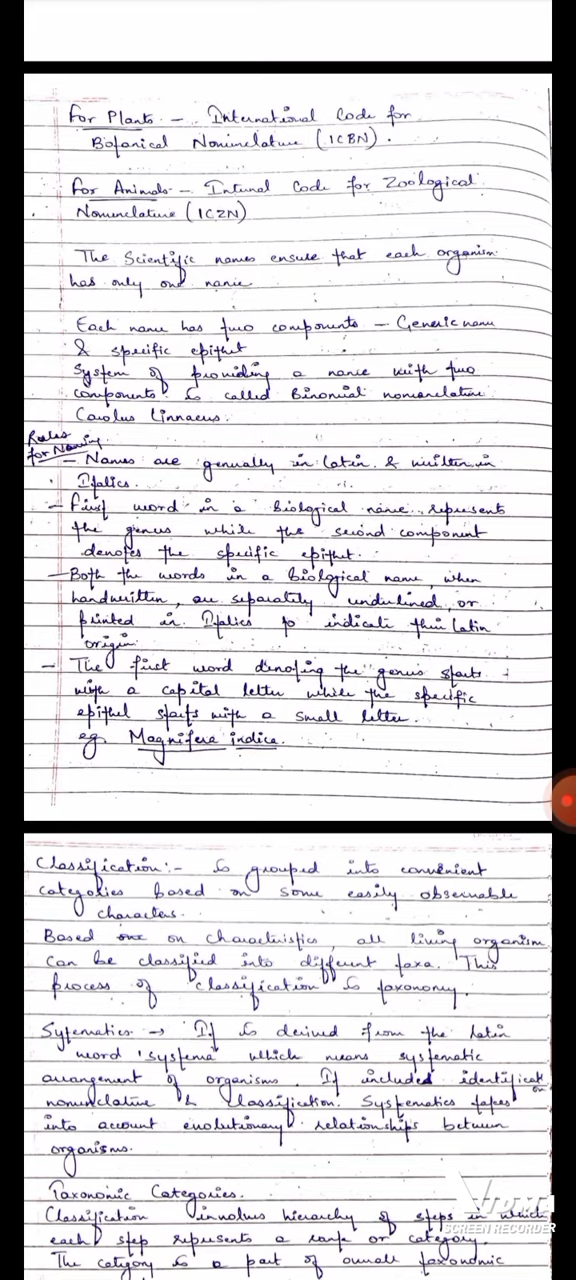 For Plants - International Code for
Botanical Nomenclature (ICBN).
For Animals - Internal Code for Zoological
Nomenclature (ICZN)
The Scientific names ensure that each organism
has only one name
Each name has two components - Generic name
& specific epithet
System of providing a name with two
components is called Binomial nomenclature
Carolus Linnaeus.
Rules
for Naming
- Names are generally in Latin & written in
Italics.
- First word in a biological name represents
the genus while the second component
denotes the specific epithet.
- Both the words in a biological name, when
handwritten, are separately underlined, or
printed in Italics to indicate their Latin
origin
- The first word denoting the genus starts
with a capital letter while the specific
epithet starts with a small letter.
eg. Magnifera indica.
Classification :- is grouped into convenient
categories based on some easily observable
characters.
Based on characteristics, all living organism
can be classified into different taxa. This
process of classification is taxonomy.
Sytematics → It is derived from the Latin
word 'systema' which means systematic
arrangement of organisms. It included identification
nomenclature & classification. Systematics takes
into account evolutionary relationships between
organisms.
Taxonomic Categories.
Classification involves hierarchy of steps in which
each step represents a rank or category.
The category is a part of overall taxonomic
SCREEN RECORDER